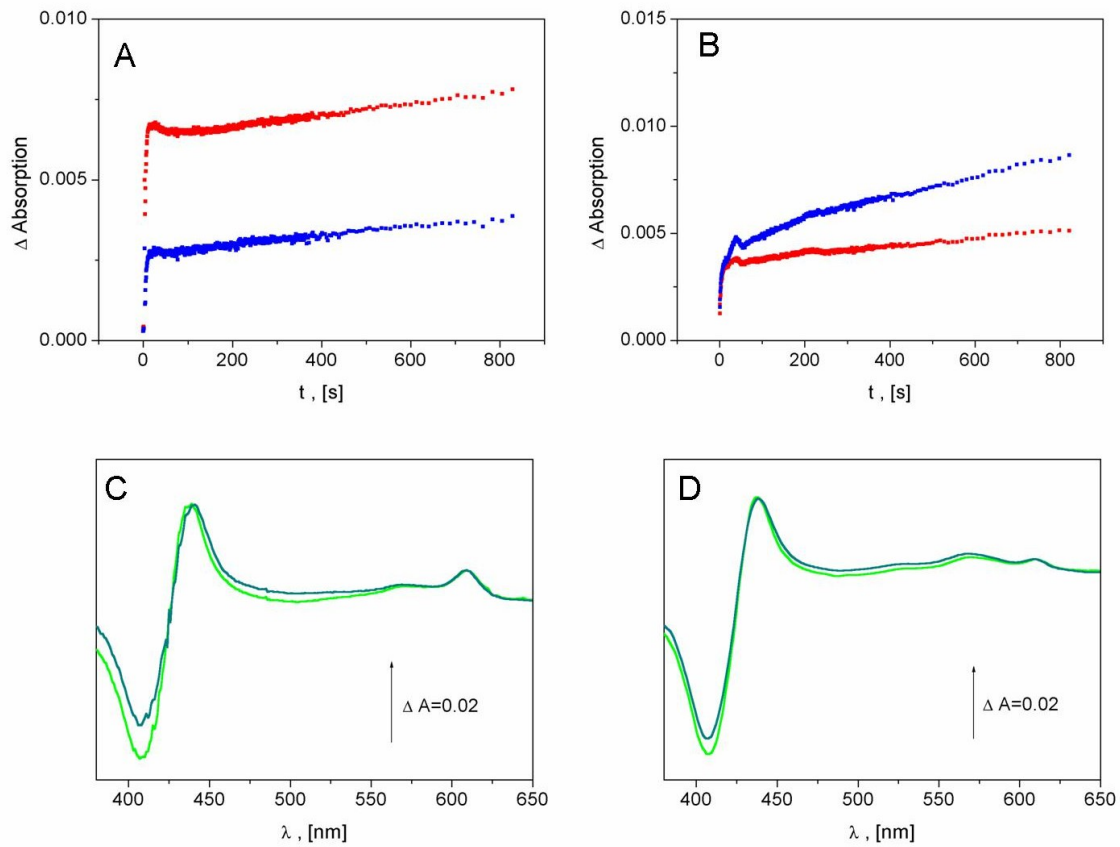 A
0.010
0.005
0.000
Δ Absorption
0 200 400 600 800
t , [s]
B
0.015
0.010
0.005
0.000
Δ Absorption
0 200 400 600 800
t , [s]
C
Δ A=0.02
400 450 500 550 600 650
λ , [nm]
D
Δ A=0.02
400 450 500 550 600 650
λ , [nm]